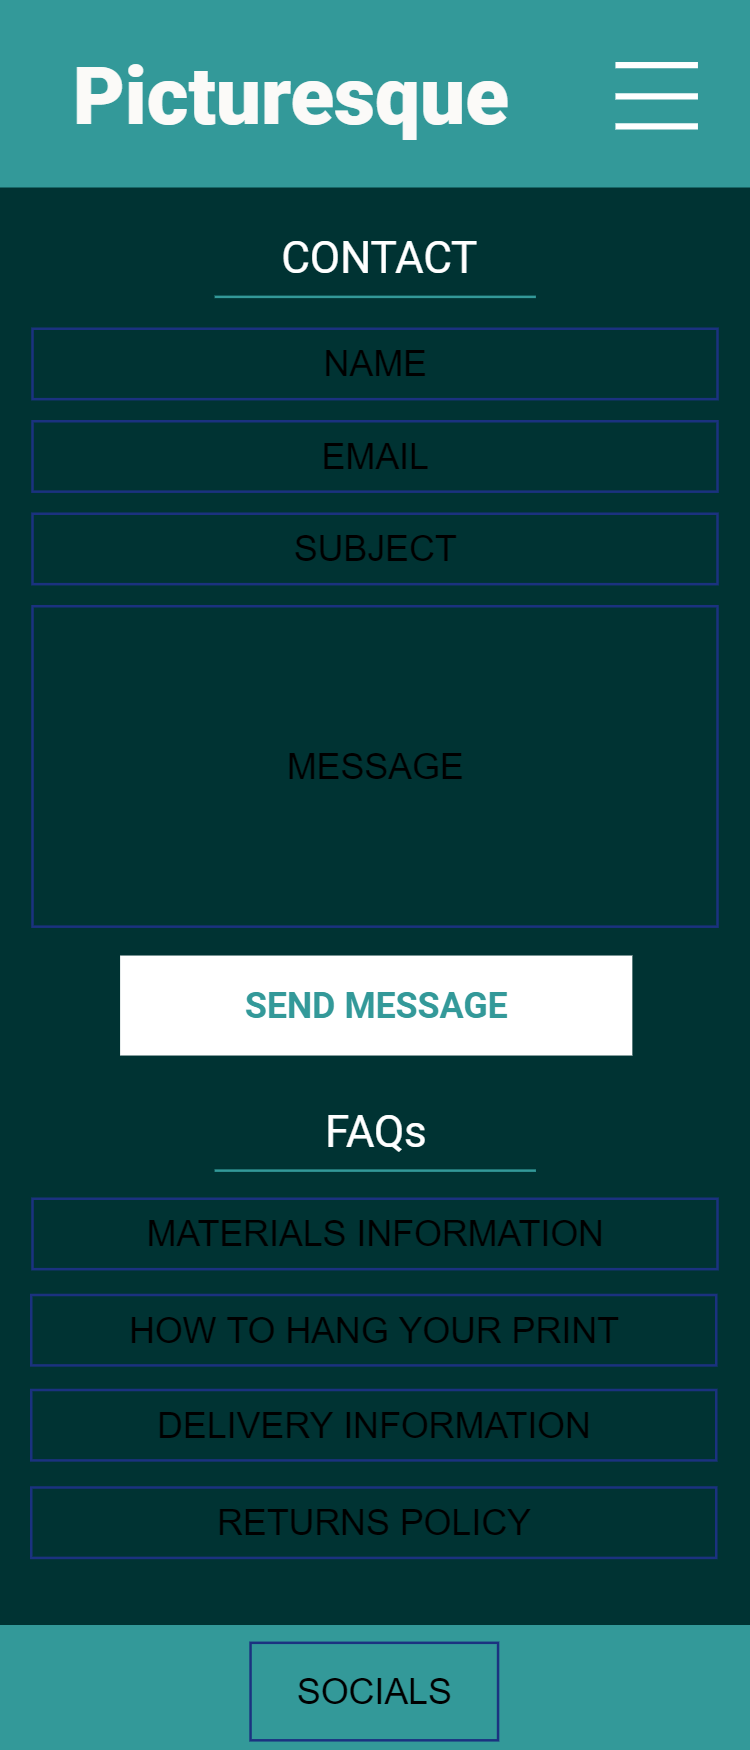 Picturesque
CONTACT
NAME
EMAIL
SUBJECT
MESSAGE
SEND MESSAGE
FAQs
MATERIALS INFORMATION
HOW TO HANG YOUR PRINT
DELIVERY INFORMATION
RETURNS POLICY
SOCIALS